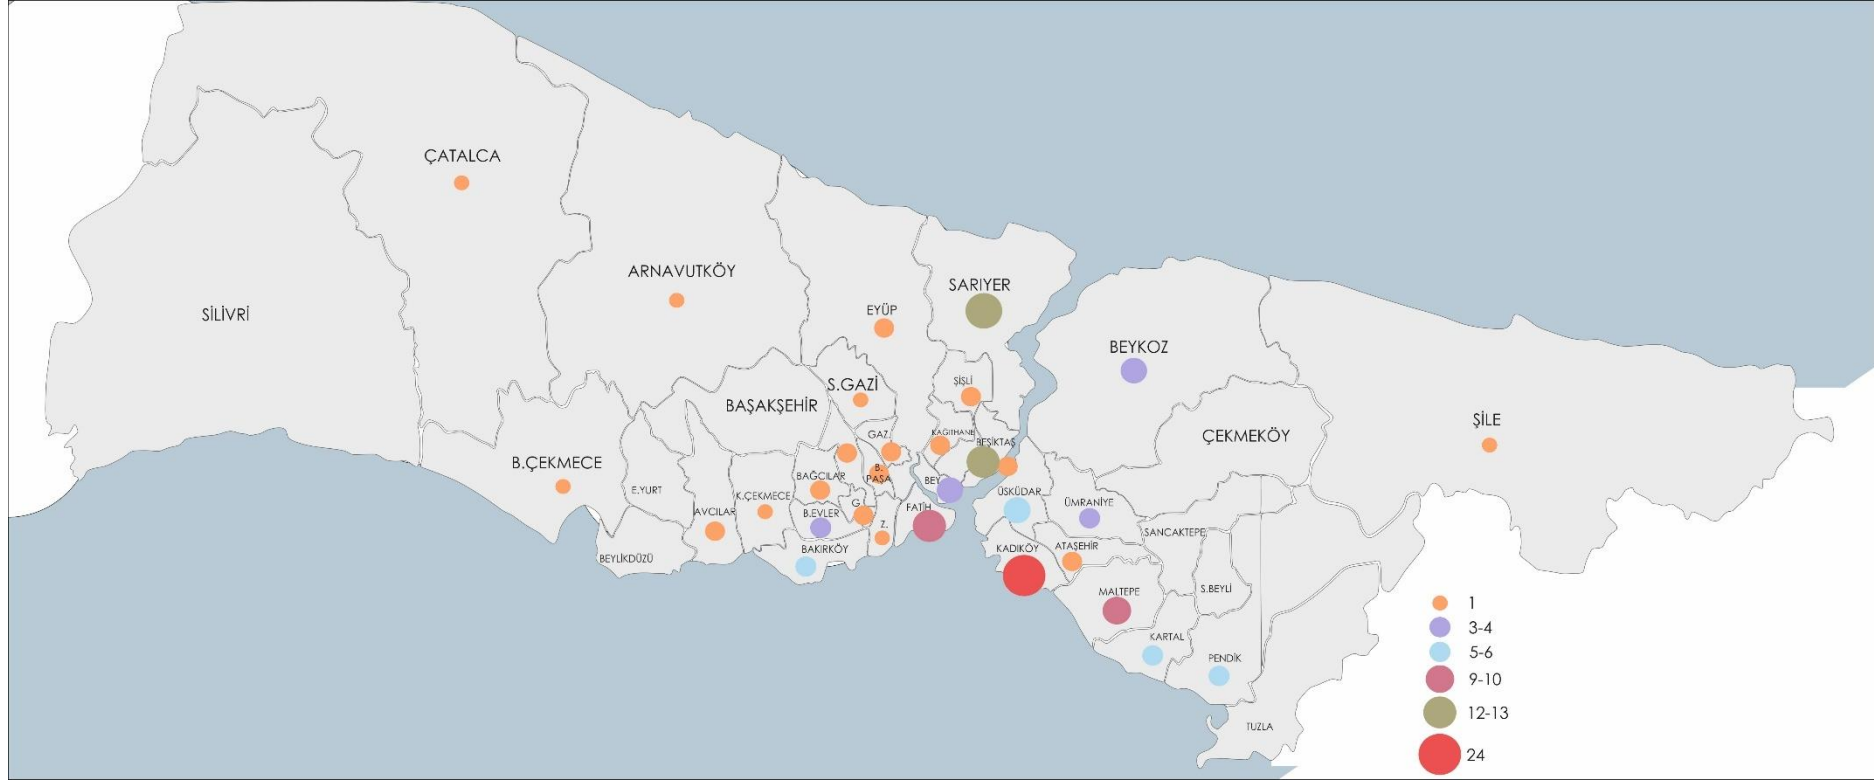 ÇATALCA
ARNAVUTKÖY
SİLİVRİ
SARIYER
EYÜP
BEYKOZ
ŞİŞLİ
S.GAZİ
BAŞAKŞEHİR
ŞİLE
ÇEKMEKÖY
KAĞITHANE
GAZ.
BEŞİKTAŞ
B.ÇEKMECE
B.
PAŞA
BAĞCILAR
BEY
E.YURT
K.ÇEKMECE
ÜSKÜDAR
ÜMRANİYE
G.
AVCILAR
B.EVLER
FATİH
Z.
SANCAKTEPE
BAKIRKÖY
KADIKÖY
ATAŞEHİR
BEYLİKDÜZÜ
S.BEYLİ
MALTEPE
KARTAL
PENDİK
TUZLA
1
3-4
5-6
9-10
12-13
24